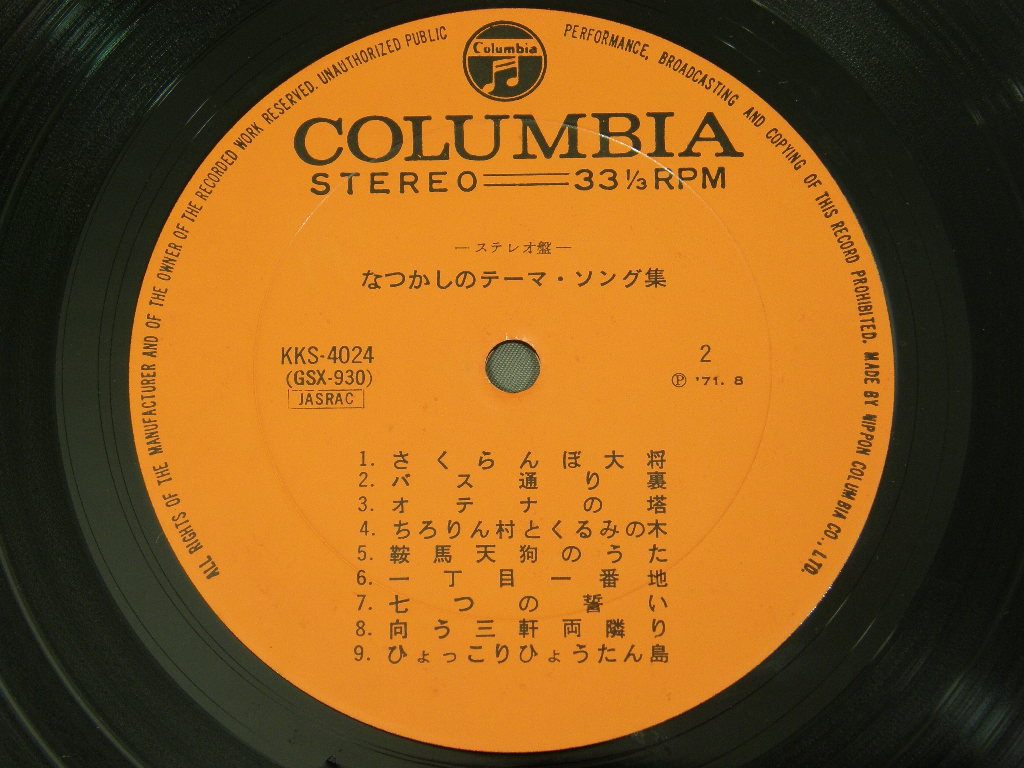 ALL RIGHTS OF THE MANUFACTURER AND OF THE OWNER OF THE RECORDED WORK RESERVED. UNAUTHORIZED PUBLIC PERFORMANCE, BROADCASTING AND COPYING OF THIS RECORD PROHIBITED. MADE BY NIPPON COLUMBIA CO., LTD.
Columbia
COLUMBIA
STEREO 33 1/3 RPM
—ステレオ盤—
なつかしのテーマ・ソング集
KKS-4024 2
(GSX-930) Ⓟ '71. 8
JASRAC
1. さくらんぼ大将
2. バス通り裏
3. オテナの塔
4. ちろりん村とくるみの木
5. 鞍馬天狗のうた
6. 一丁目一番地
7. 七つの誓い
8. 向う三軒両隣り
9. ひょっこりひょうたん島